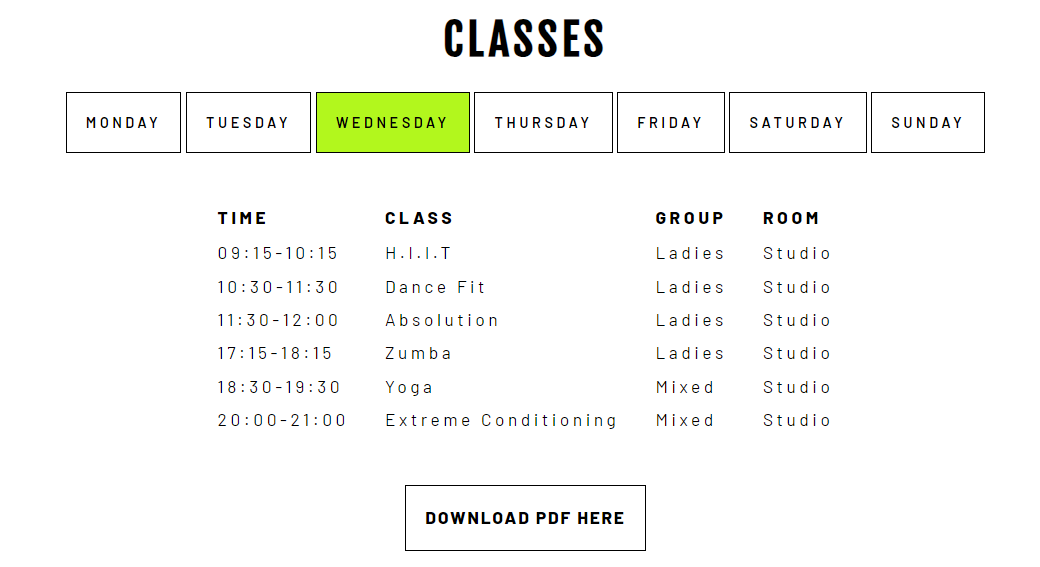 CLASSES
MONDAY TUESDAY WEDNESDAY THURSDAY FRIDAY SATURDAY SUNDAY
TIME CLASS GROUP ROOM
09:15-10:15 H.I.I.T Ladies Studio
10:30-11:30 Dance Fit Ladies Studio
11:30-12:00 Absolution Ladies Studio
17:15-18:15 Zumba Ladies Studio
18:30-19:30 Yoga Mixed Studio
20:00-21:00 Extreme Conditioning Mixed Studio
DOWNLOAD PDF HERE